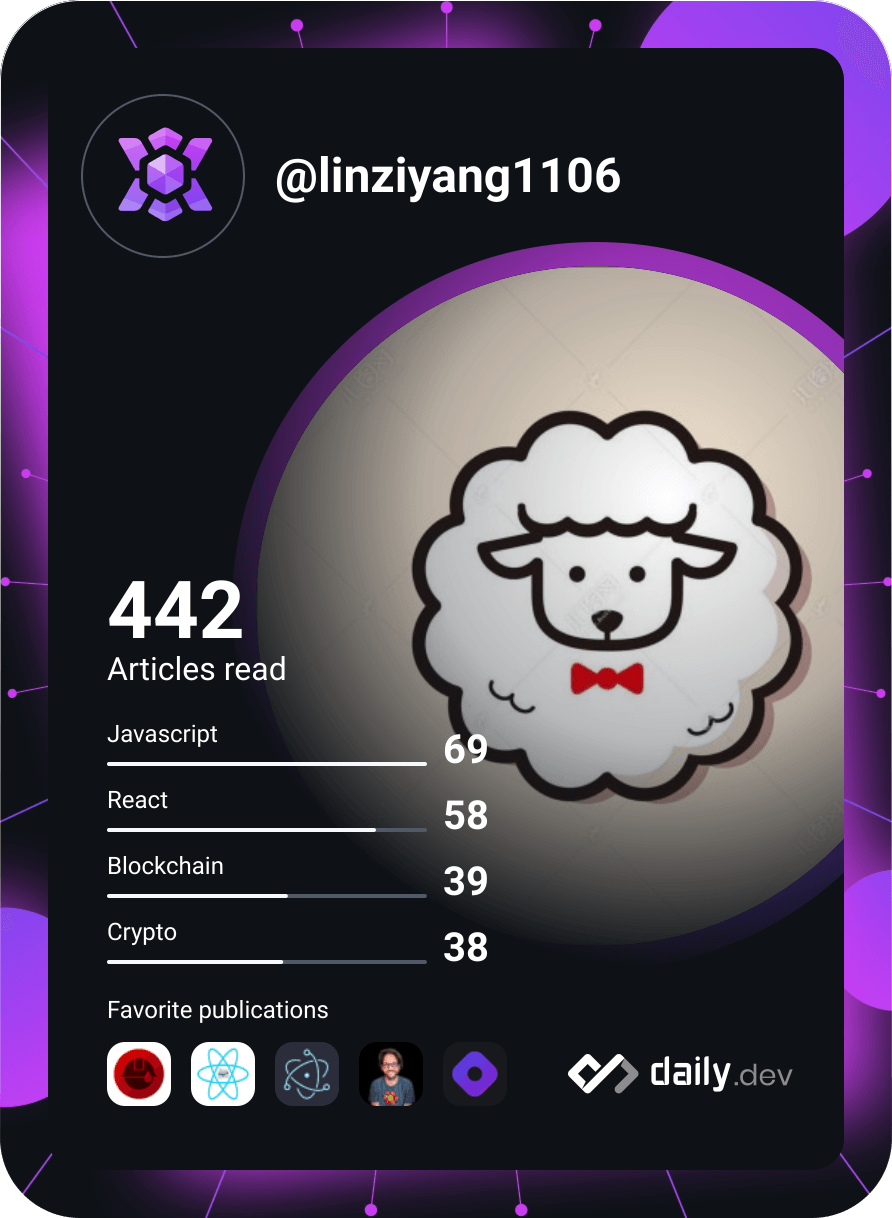 @linziyang1106
442
Articles read
Javascript
69
React
58
Blockchain
39
Crypto
38
Favorite publications
daily.dev